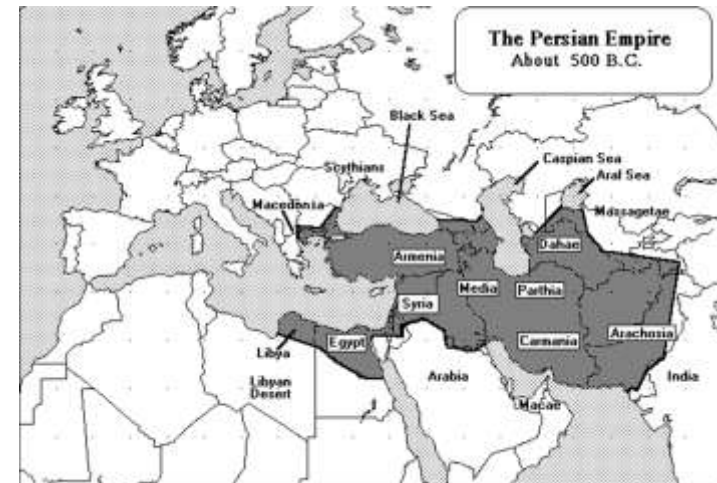 The Persian Empire
About 500 B.C.
Black Sea
Caspian Sea
Aral Sea
Scythians
Macedonia
Massagetae
Dahae
Armenia
Media
Parthia
Syria
Arachosia
Egypt
Carmania
Libya
Arabia
India
Libyan
Desert
Macae